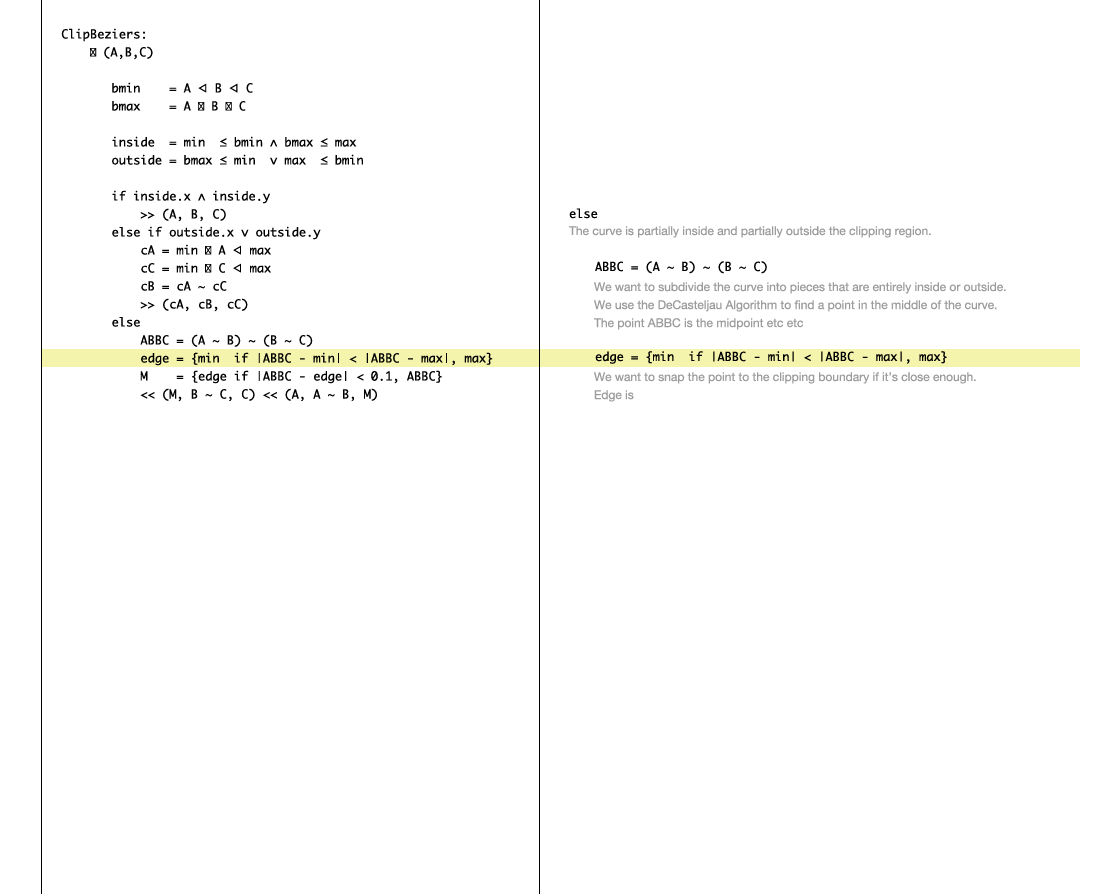 ClipBeziers:
(A,B,C)
bmin = A ⊲ B ⊲ C
bmax = A B C
inside = min ≤ bmin ∧ bmax ≤ max
outside = bmax ≤ min ∨ max ≤ bmin
if inside.x ∧ inside.y
>> (A, B, C)
else if outside.x ∨ outside.y
cA = min A ⊲ max
cC = min C ⊲ max
cB = cA ~ cC
>> (cA, cB, cC)
else
ABBC = (A ~ B) ~ (B ~ C)
edge = {min if |ABBC - min| < |ABBC - max|, max}
M = {edge if |ABBC - edge| < 0.1, ABBC}
<< (M, B ~ C, C) << (A, A ~ B, M)
else
The curve is partially inside and partially outside the clipping region.
ABBC = (A ~ B) ~ (B ~ C)
We want to subdivide the curve into pieces that are entirely inside or outside.
We use the DeCasteljau Algorithm to find a point in the middle of the curve.
The point ABBC is the midpoint etc etc
edge = {min if |ABBC - min| < |ABBC - max|, max}
We want to snap the point to the clipping boundary if it's close enough.
Edge is